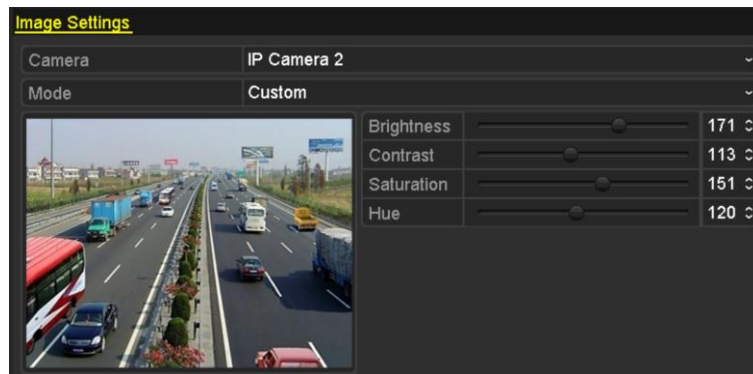 Image Settings
Camera IP Camera 2
Mode Custom
Brightness 171
Contrast 113
Saturation 151
Hue 120